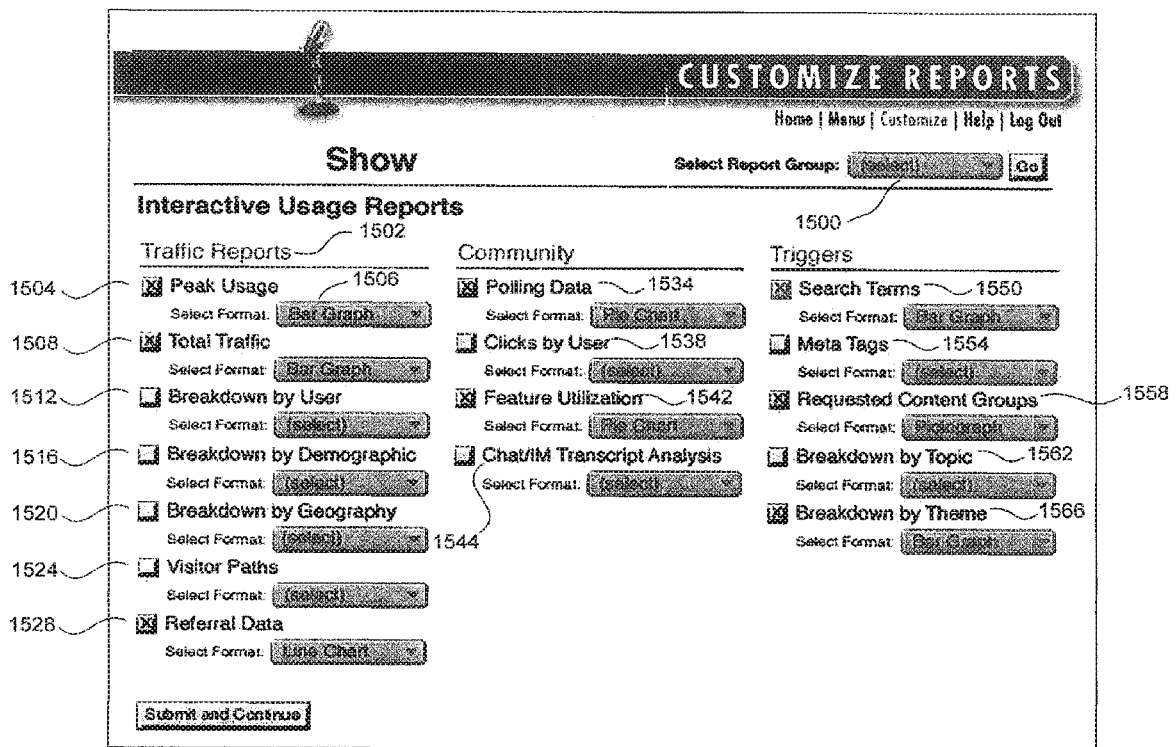 CUSTOMIZE REPORTS
Home | Menu | Customize | Help | Log Out
Show
Select Report Group: (select) Go
1500
Interactive Usage Reports
Traffic Reports 1502
1504 Peak Usage 1506
Select Format: Bar Graph
1508 Total Traffic
Select Format: Bar Graph
1512 Breakdown by User
Select Format: (select)
1516 Breakdown by Demographic
Select Format: (select)
1520 Breakdown by Geography
Select Format: (select)
1524 Visitor Paths
Select Format: (select)
1528 Referral Data
Select Format: Line Chart
Submit and Continue
Community
Polling Data 1534
Select Format: Pie Chart
Clicks by User 1538
Select Format: (select)
Feature Utilization 1542
Select Format: Pie Chart
Chat/IM Transcript Analysis
Select Format: (select)
1544
Triggers
Search Terms 1550
Select Format: Bar Graph
Meta Tags 1554
Select Format: (select)
Requested Content Groups 1558
Select Format: Pictograph
Breakdown by Topic 1562
Select Format: (select)
Breakdown by Theme 1566
Select Format: Bar Graph